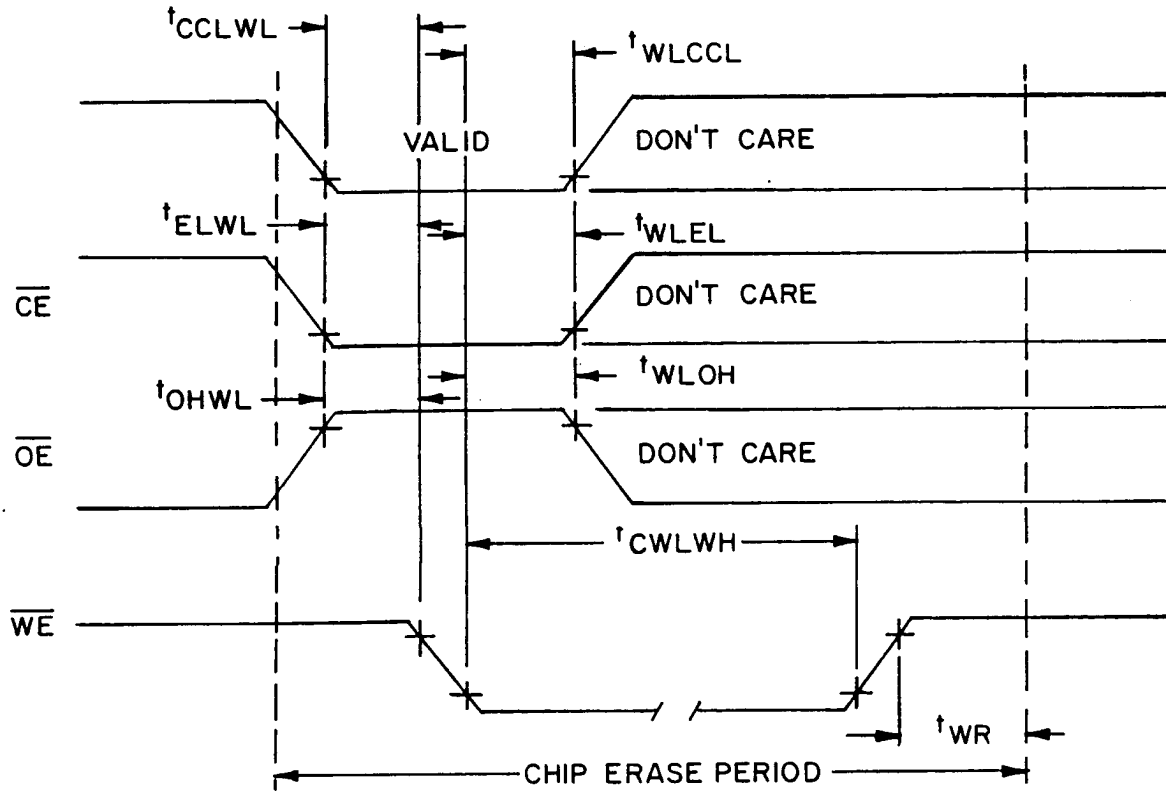 tCCLWL
tWLCCL
VALID
DON'T CARE
tELWL
tWLEL
CE
DON'T CARE
tWLOH
tOHWL
OE
DON'T CARE
tCWLWH
WE
tWR
CHIP ERASE PERIOD